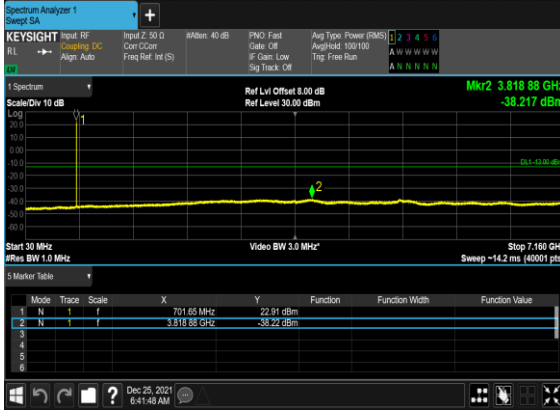 Spectrum Analyzer 1
Swept SA
+
KEYSIGHT Input: RF Input Z: 50 Ω #Atten: 40 dB PNO: Fast Avg Type: Power (RMS) 1 2 3 4 5 6
RL Coupling: DC Corr CCorr Gate: Off Avg|Hold: 100/100 A W W W W W
Align: Auto Freq Ref: Int (S) IF Gain: Low Trig: Free Run
Sig Track: Off A N N N N N
1 Spectrum
Ref Lvl Offset 8.00 dB Mkr2 3.818 88 GHz
Scale/Div 10 dB Ref Level 30.00 dBm -38.217 dBm
Log
20.0
10.0
0.00
-10.0
-20.0
-30.0
-40.0
-50.0
-60.0
1
DL1 -13.00 dBm
2
Start 30 MHz Video BW 3.0 MHz* Stop 7.160 GH
#Res BW 1.0 MHz Sweep ~14.2 ms (40001 pts
5 Marker Table
Mode Trace Scale X Y Function Function Width Function Value
1 N 1 f 701.65 MHz 22.91 dBm
2 N 1 f 3.818 88 GHz -38.22 dBm
3
4
5
6
? Dec 25, 2021
6:41:48 AM